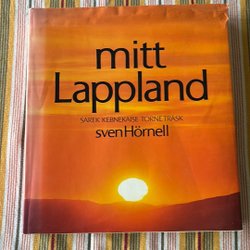 mitt
Lappland
SAREK KEBNEKAISE TORNETRÄSK
sven Hörnell